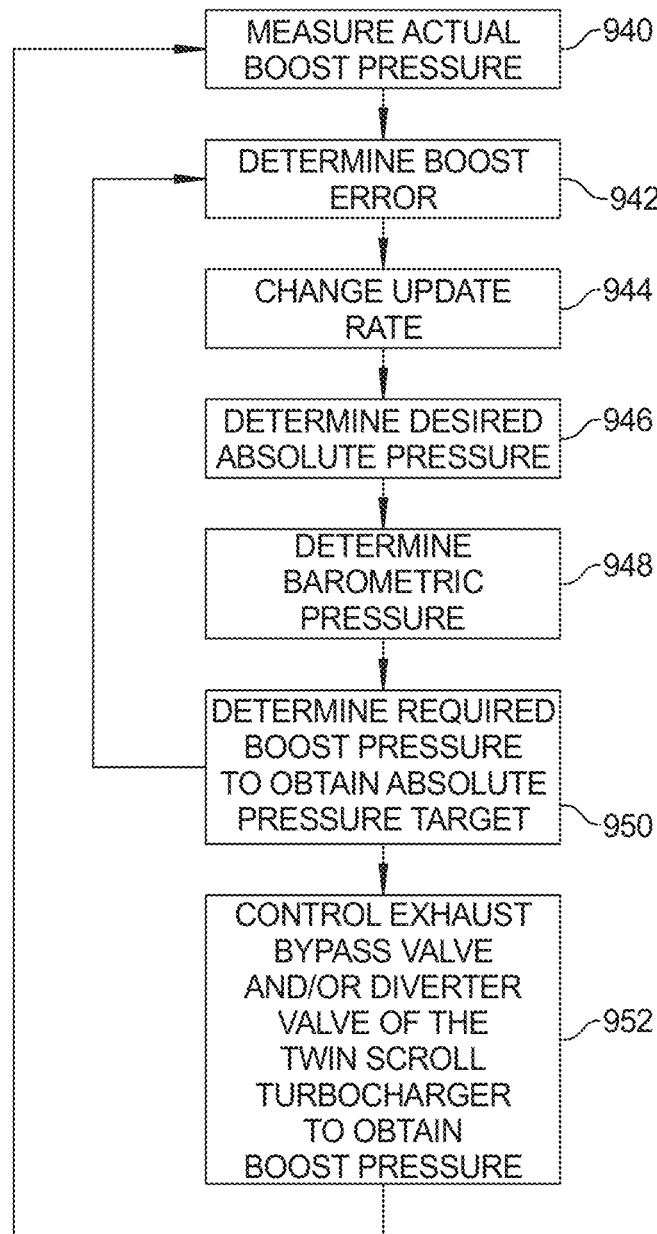 MEASURE ACTUAL
BOOST PRESSURE
940
DETERMINE BOOST
ERROR
942
CHANGE UPDATE
RATE
944
DETERMINE DESIRED
ABSOLUTE PRESSURE
946
DETERMINE
BAROMETRIC
PRESSURE
948
DETERMINE REQUIRED
BOOST PRESSURE
TO OBTAIN ABSOLUTE
PRESSURE TARGET
950
CONTROL EXHAUST
BYPASS VALVE
AND/OR DIVERTER
VALVE OF THE
TWIN SCROLL
TURBOCHARGER
TO OBTAIN
BOOST PRESSURE
952